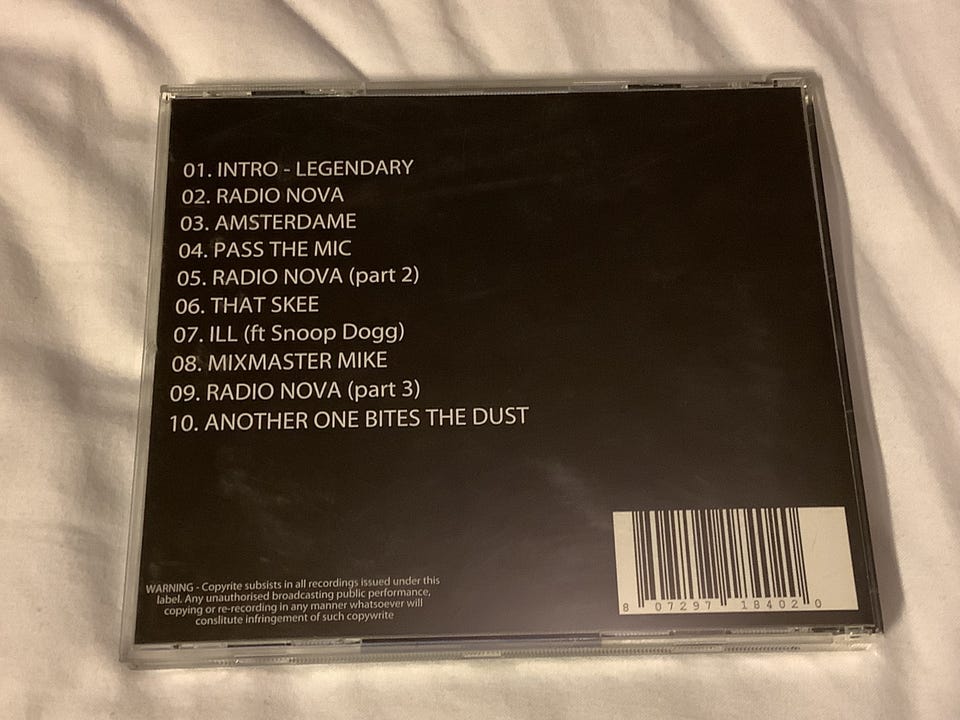 01. INTRO - LEGENDARY
02. RADIO NOVA
03. AMSTERDAME
04. PASS THE MIC
05. RADIO NOVA (part 2)
06. THAT SKEE
07. ILL (ft Snoop Dogg)
08. MIXMASTER MIKE
09. RADIO NOVA (part 3)
10. ANOTHER ONE BITES THE DUST
WARNING - Copyrite subsists in all recordings issued under this
label. Any unauthorised broadcasting public performance,
copying or re-recording in any manner whatsoever will
conslitute infringement of such copywrite
8 07297 18402 0